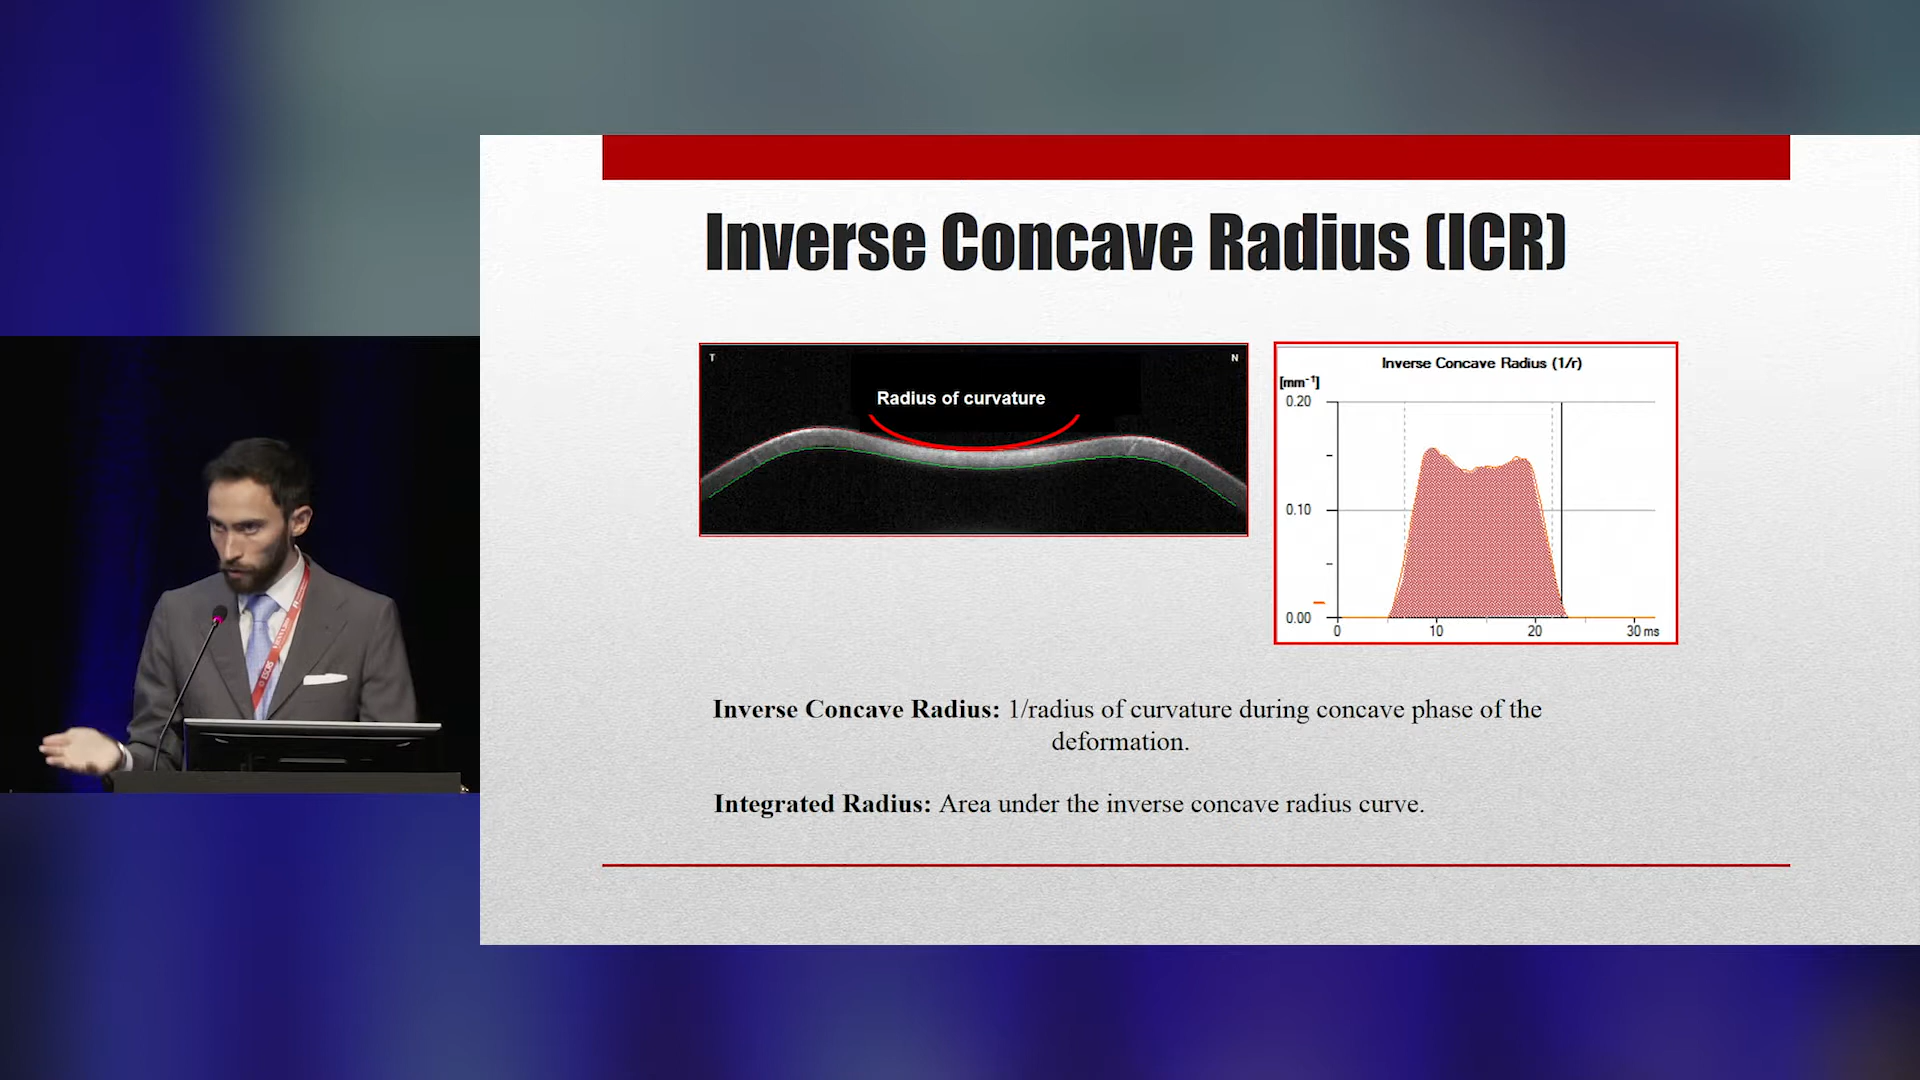 Inverse Concave Radius (ICR)
T
N
Radius of curvature
Inverse Concave Radius (1/r)
[mm⁻¹]
0.20
0.10
0.00
0
10
20
30 ms
Inverse Concave Radius: 1/radius of curvature during concave phase of the
deformation.
Integrated Radius: Area under the inverse concave radius curve.
ESCRS